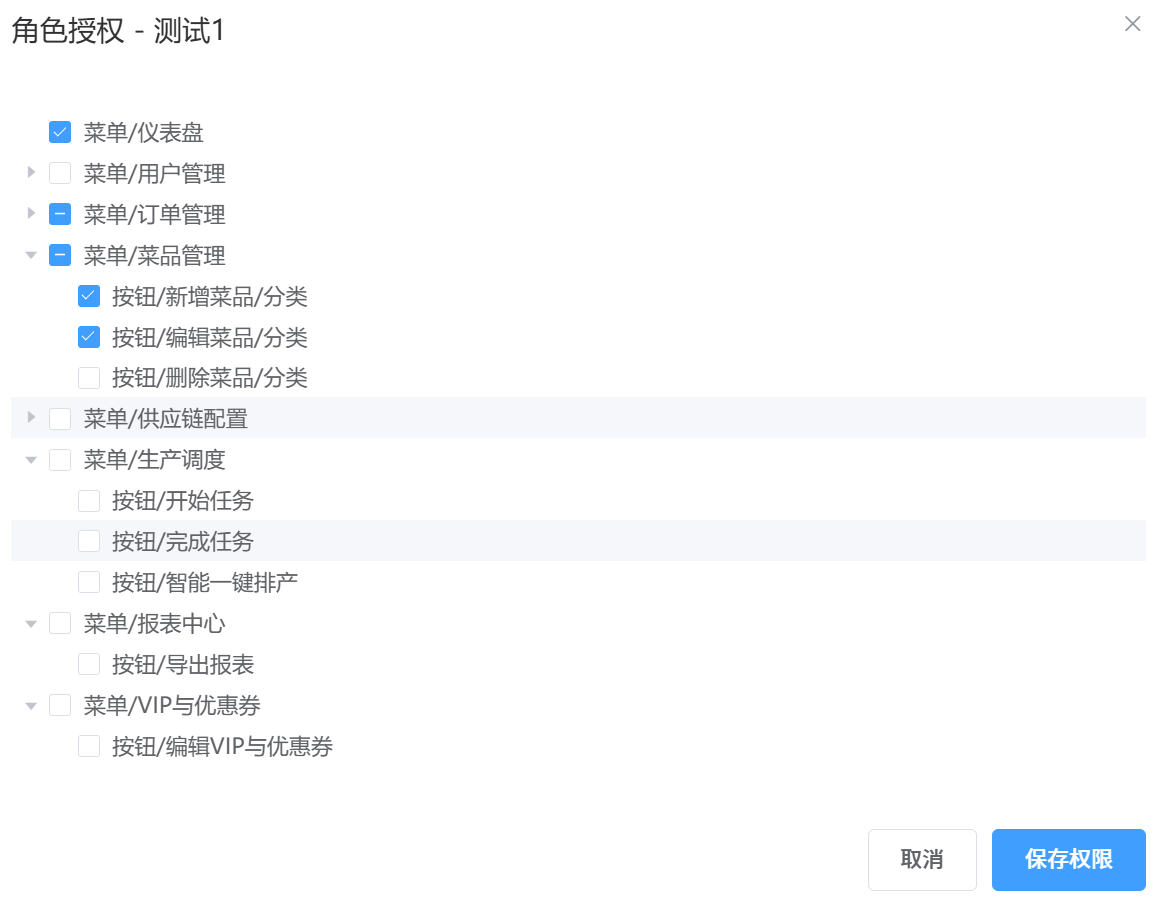 角色授权 - 测试1
菜单/仪表盘
菜单/用户管理
菜单/订单管理
菜单/菜品管理
按钮/新增菜品/分类
按钮/编辑菜品/分类
按钮/删除菜品/分类
菜单/供应链配置
菜单/生产调度
按钮/开始任务
按钮/完成任务
按钮/智能一键排产
菜单/报表中心
按钮/导出报表
菜单/VIP与优惠券
按钮/编辑VIP与优惠券
取消
保存权限